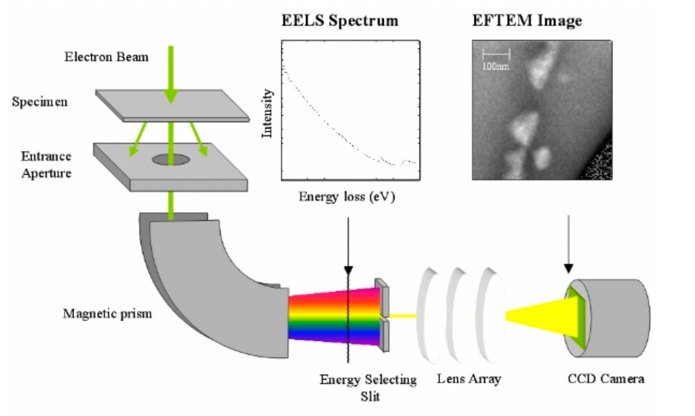 EELS Spectrum
EFTEM Image
Electron Beam
100nm
Specimen
Intensity
Entrance
Aperture
Energy loss (eV)
Magnetic prism
Energy Selecting
Slit
Lens Array
CCD Camera